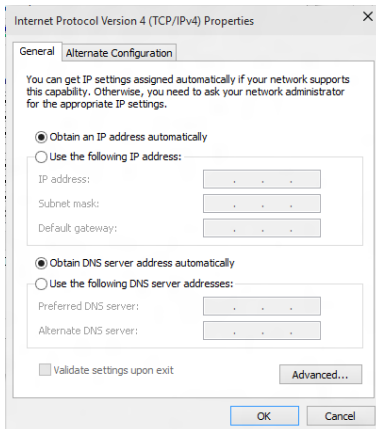 Internet Protocol Version 4 (TCP/IPv4) Properties
General
Alternate Configuration
You can get IP settings assigned automatically if your network supports
this capability. Otherwise, you need to ask your network administrator
for the appropriate IP settings.
Obtain an IP address automatically
Use the following IP address:
IP address:
Subnet mask:
Default gateway:
Obtain DNS server address automatically
Use the following DNS server addresses:
Preferred DNS server:
Alternate DNS server:
Validate settings upon exit
Advanced...
OK
Cancel